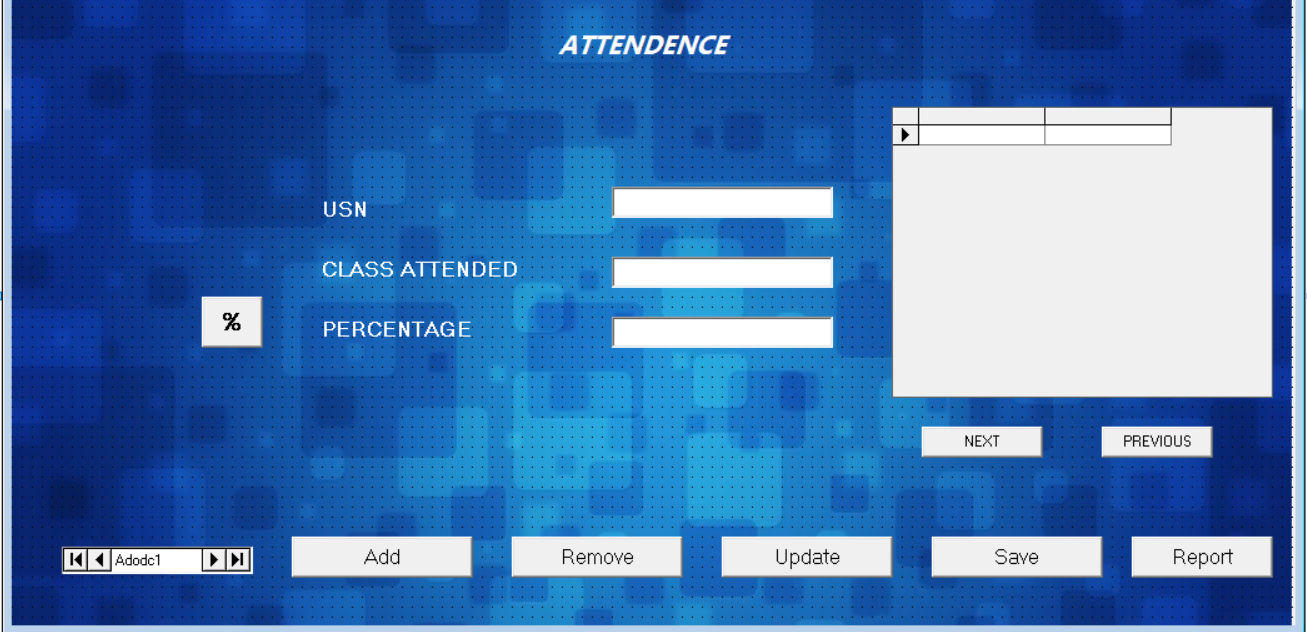 ATTENDENCE
USN
CLASS ATTENDED
%
PERCENTAGE
NEXT
PREVIOUS
Adodc1
Add
Remove
Update
Save
Report